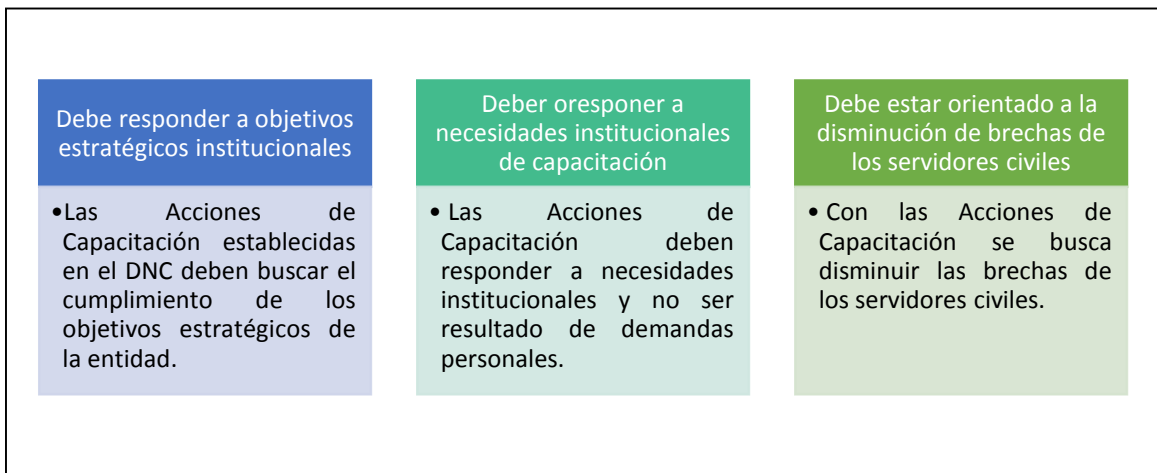 Debe responder a objetivos
estratégicos institucionales
•Las Acciones de
Capacitación establecidas
en el DNC deben buscar el
cumplimiento de los
objetivos estratégicos de
la entidad.
Deber oresponer a
necesidades institucionales
de capacitación
• Las Acciones de
Capacitación deben
responder a necesidades
institucionales y no ser
resultado de demandas
personales.
Debe estar orientado a la
disminución de brechas de
los servidores civiles
• Con las Acciones de
Capacitación se busca
disminuir las brechas de
los servidores civiles.